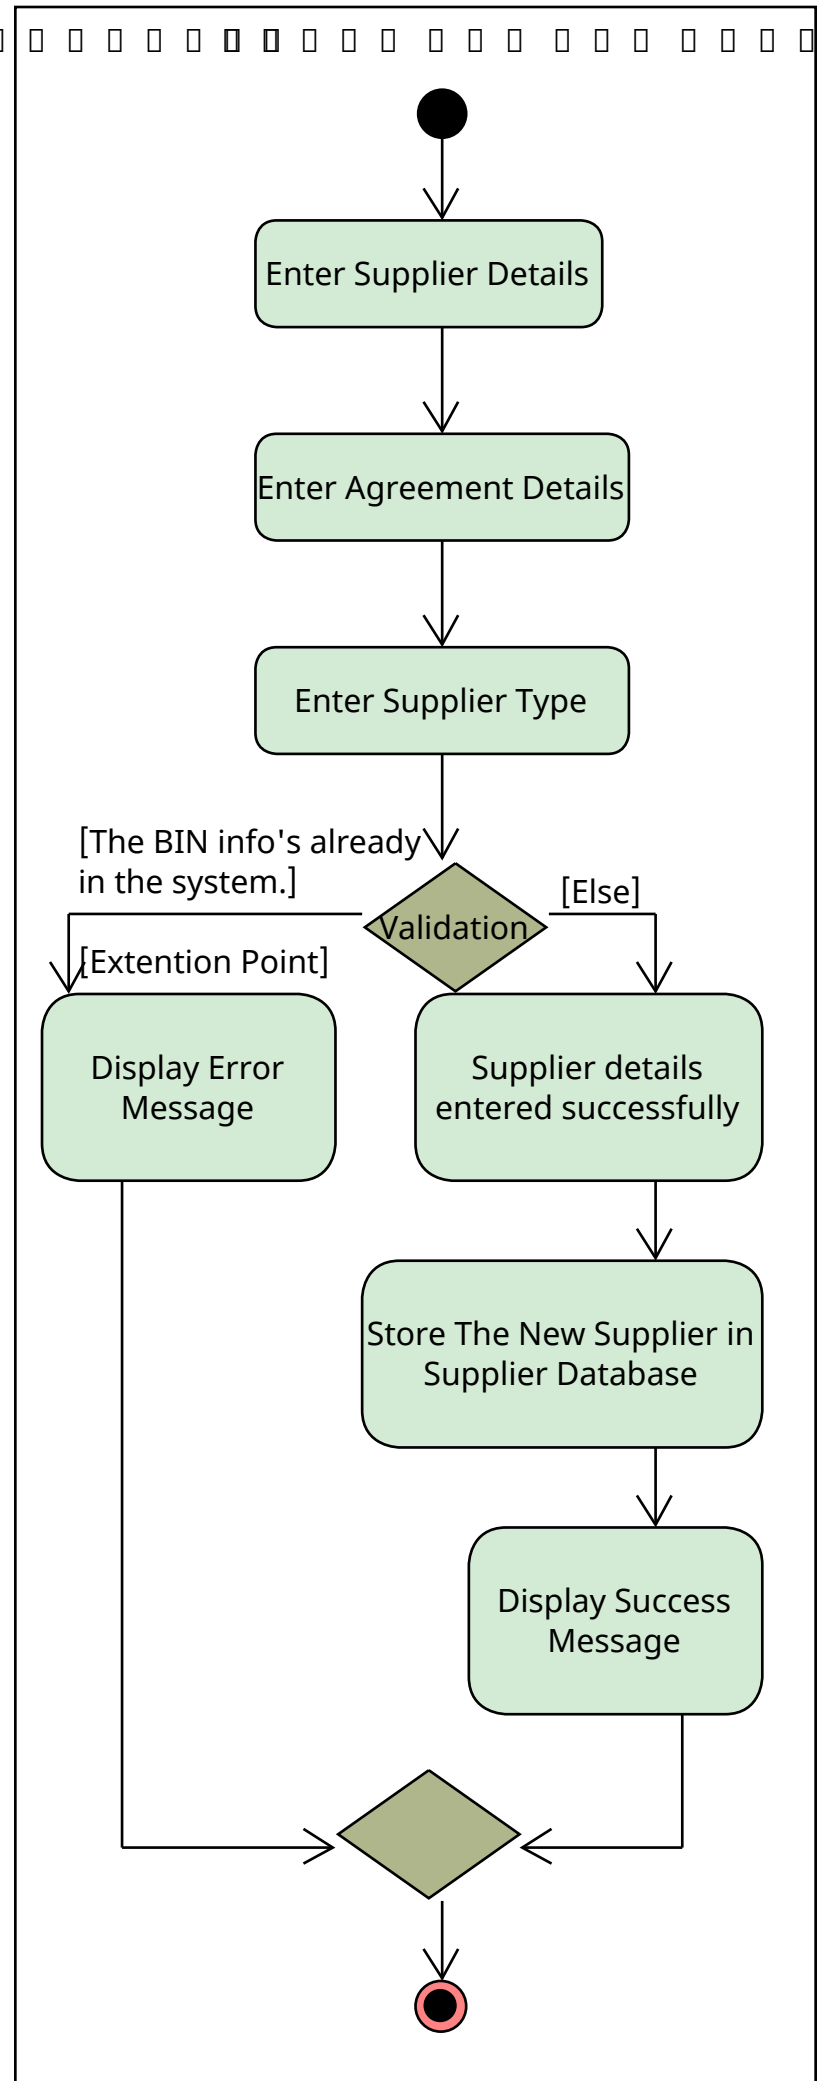 Enter Supplier Details
Enter Agreement Details
Enter Supplier Type
[The BIN info's already
in the system.]
[Else]
Validation
[Extention Point]
Display Error
Message
Supplier details
entered successfully
Store The New Supplier in
Supplier Database
Display Success
Message